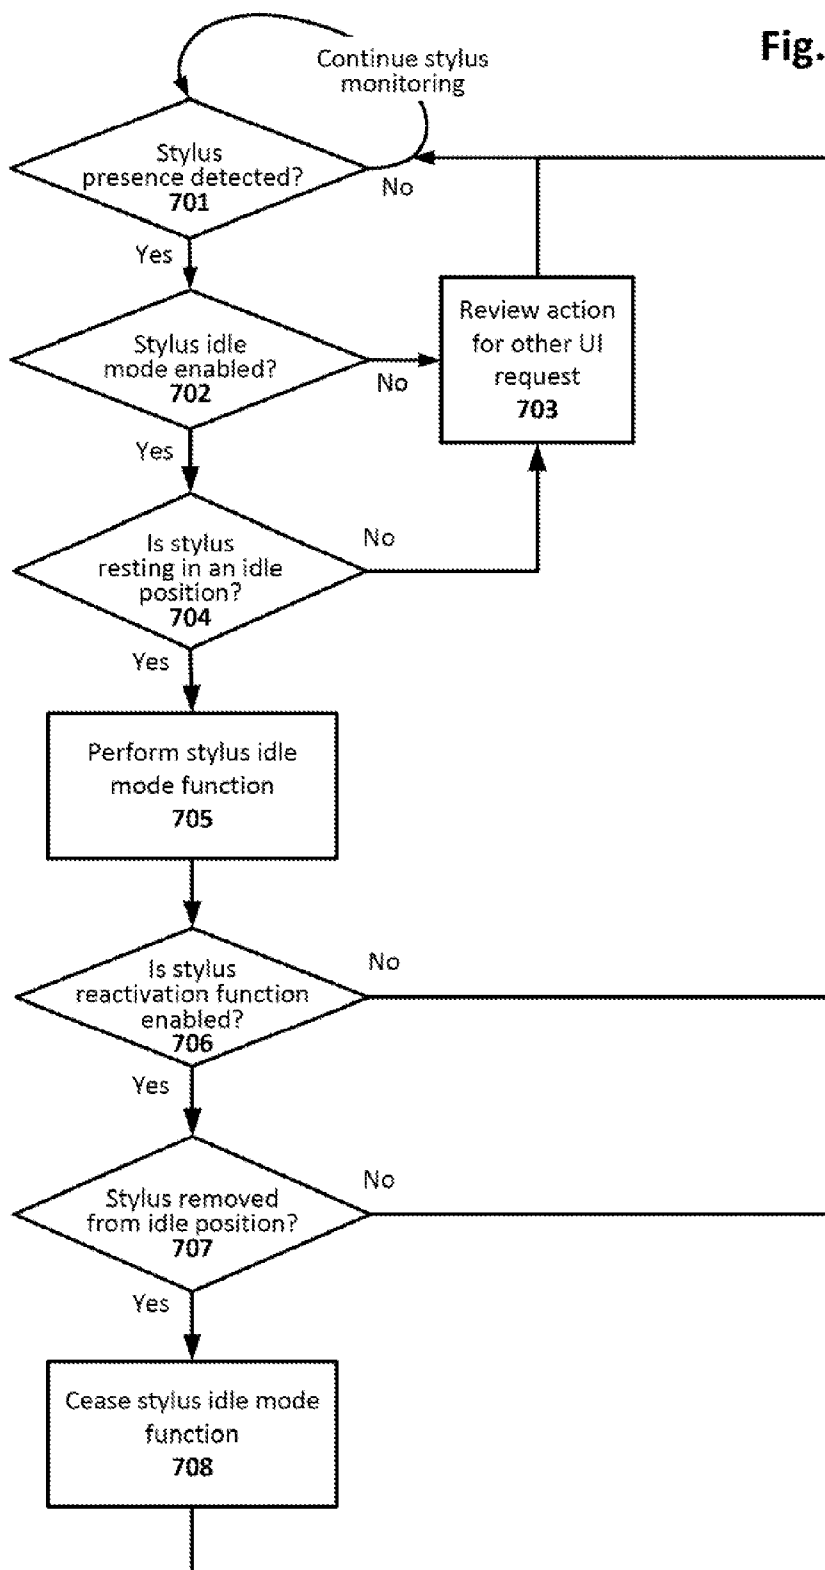 Fig.
Continue stylus
monitoring
Stylus
presence detected?
701
No
Yes
Stylus idle
mode enabled?
702
No
Review action
for other UI
request
703
Yes
Is stylus
resting in an idle
position?
704
No
Yes
Perform stylus idle
mode function
705
Is stylus
reactivation function
enabled?
706
No
Yes
Stylus removed
from idle position?
707
No
Yes
Cease stylus idle mode
function
708